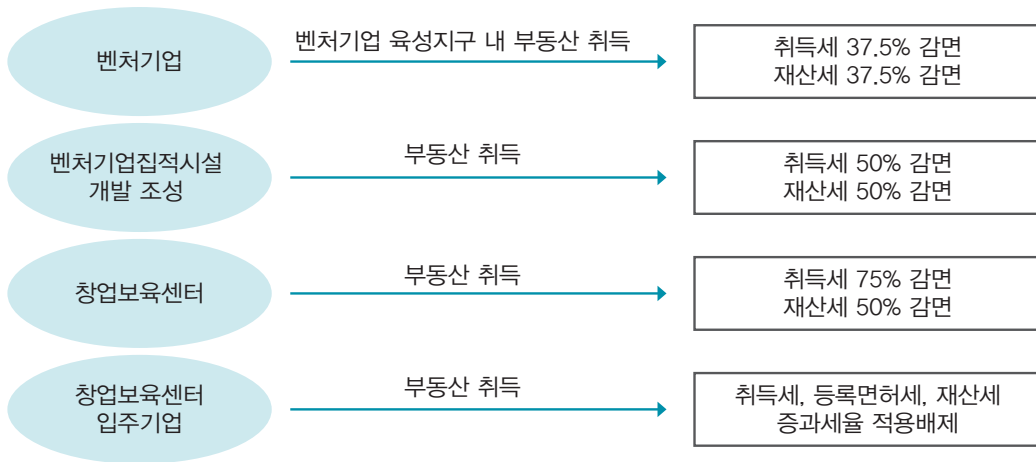 벤처기업
벤처기업 육성지구 내 부동산 취득
취득세 37.5% 감면
재산세 37.5% 감면
벤처기업집적시설
개발 조성
부동산 취득
취득세 50% 감면
재산세 50% 감면
창업보육센터
부동산 취득
취득세 75% 감면
재산세 50% 감면
창업보육센터
입주기업
부동산 취득
취득세, 등록면허세, 재산세
중과세율 적용배제